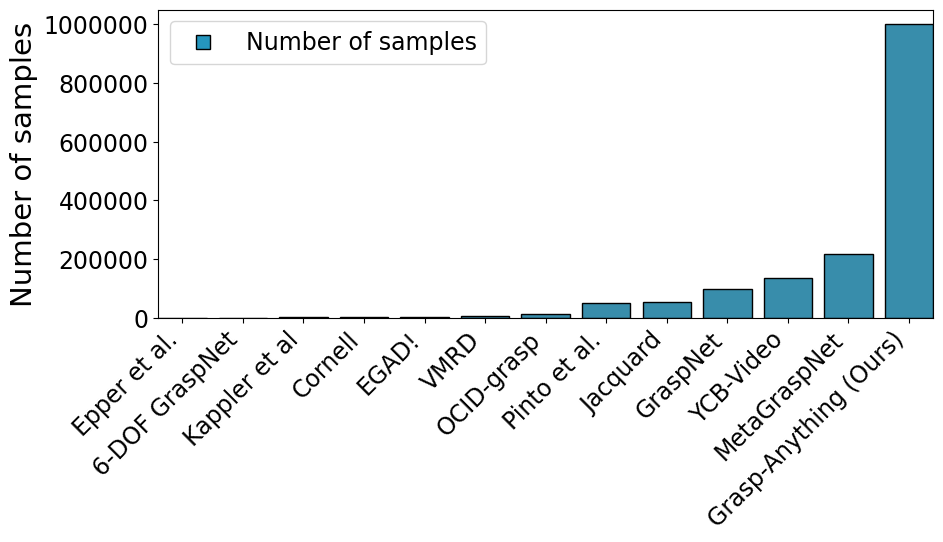 Number of samples
1000000
800000
600000
400000
200000
0
Number of samples
Epper et al.
6-DOF GraspNet
Kappler et al
Cornell
EGAD!
VMRD
OCID-grasp
Pinto et al.
Jacquard
GraspNet
YCB-Video
MetaGraspNet
Grasp-Anything (Ours)